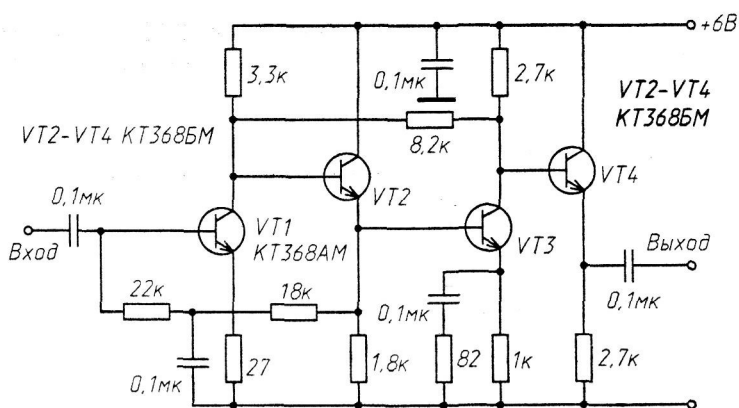 +6В
3,3к
0,1мк
2,7к
VT2-VT4
КТ368БМ
VT2-VT4 КТ368БМ
8,2к
VT2
VT4
0,1мк
Вход
VT1
КТ368АМ
VT3
Выход
22к
18к
0,1мк
0,1мк
0,1мк
27
1,8к
82
1к
2,7к